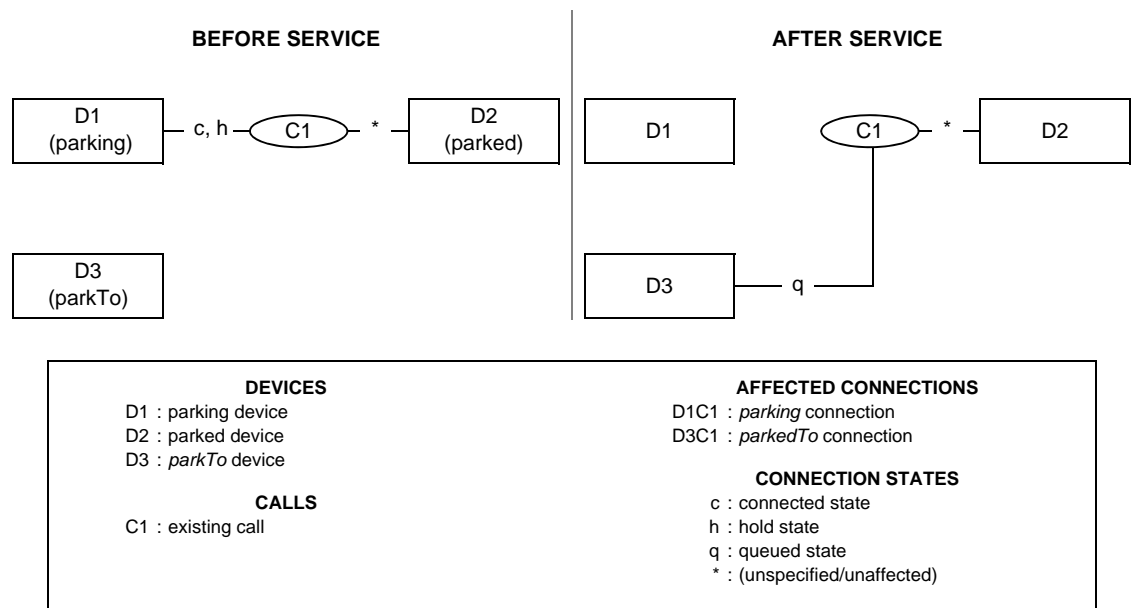 BEFORE SERVICE
AFTER SERVICE
D1
(parking)
c, h
C1
*
D2
(parked)
D1
C1
*
D2
D3
(parkTo)
D3
q
DEVICES
D1 : parking device
D2 : parked device
D3 : parkTo device
CALLS
C1 : existing call
AFFECTED CONNECTIONS
D1C1 : parking connection
D3C1 : parkedTo connection
CONNECTION STATES
c : connected state
h : hold state
q : queued state
* : (unspecified/unaffected)